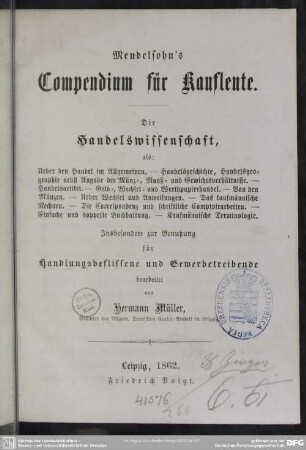 Mendelsohn's
Compendium für Kaufleute.
Die
Handelswissenschaft,
als:
Ueber den Handel im Allgemeinen, — Handelsgeschichte, Handelsgeo-
graphie nebst Angabe der Münz-, Maaß- und Gewichtsverhältnisse. —
Handelsartikel. — Geld-, Wechsel- und Werthpapierhandel. — Von den
Münzen. — Ueber Wechsel und Anweisungen. — Das kaufmännische
Rechnen. — Die Correspondenz und schriftliche Comptoirarbeiten. —
Einfache und doppelte Buchhaltung. — Kaufmännische Terminologie.
Insbesondere zur Benutzung
für
Handlungsbeflissene und Gewerbetreibende
bearbeitet
von
Hermann Müller,
Leipzig, 1862.
Friedrich Voigt.
41576
6. 61